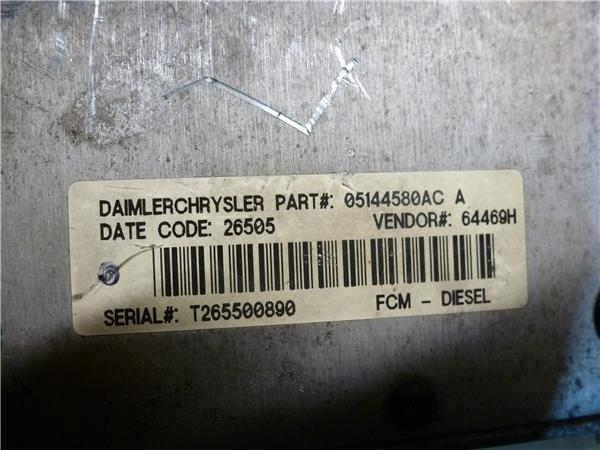 DAIMLERCHRYSLER PART#: 05144580AC A
DATE CODE: 26505 VENDOR#: 64469H
SERIAL#: T265500890 FCM - DIESEL